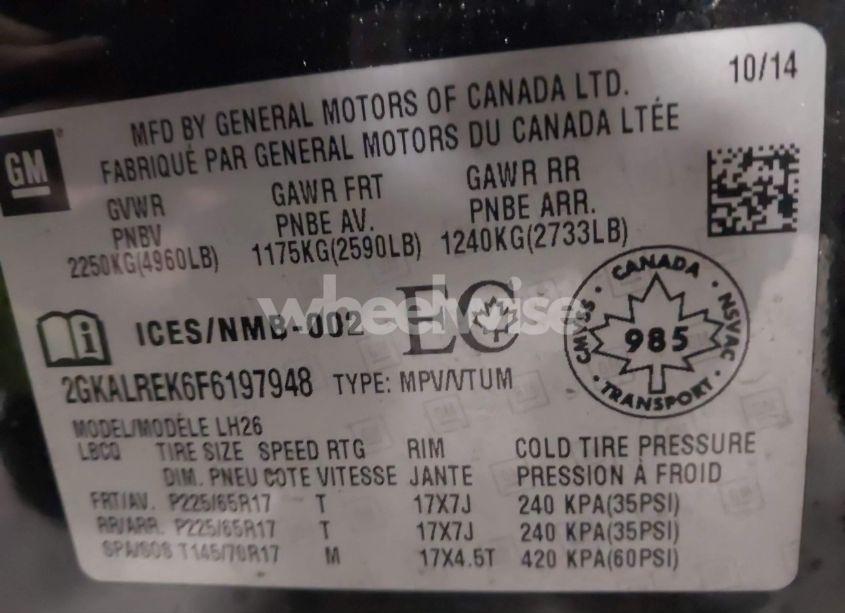 10/14
MFD BY GENERAL MOTORS OF CANADA LTD.
FABRIQUÉ PAR GENERAL MOTORS DU CANADA LTÉE
GM
GVWR GAWR FRT GAWR RR
PNBV PNBE AV. PNBE ARR.
2250KG(4960LB) 1175KG(2590LB) 1240KG(2733LB)
wheelwise
ICES/NMB-002 EC
CANADA
CMVSS 985 NSVAC
TRANSPORT
2GKALREK6F6197948 TYPE: MPV/VTUM
MODEL/MODÈLE LH26
LBCQ TIRE SIZE SPEED RTG RIM COLD TIRE PRESSURE
DIM. PNEU COTE VITESSE JANTE PRESSION À FROID
FRT/AV. P225/65R17 T 17X7J 240 KPA(35PSI)
RR/ARR. P225/65R17 T 17X7J 240 KPA(35PSI)
SPA/SOS T145/70R17 M 17X4.5T 420 KPA(60PSI)